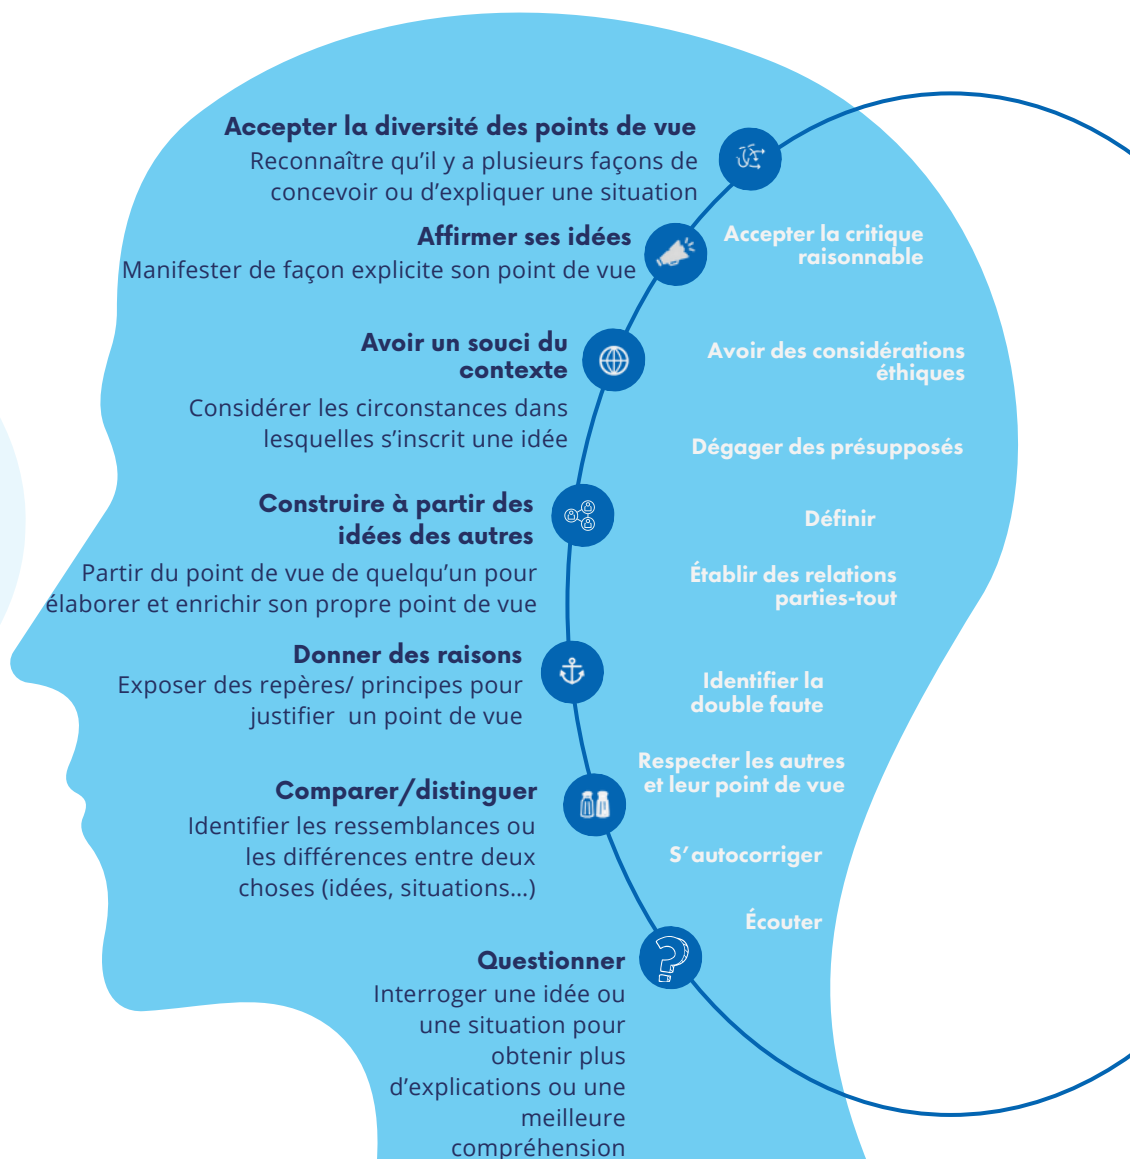 Accepter la diversité des points de vue
Reconnaître qu'il y a plusieurs façons de
concevoir ou d'expliquer une situation
Affirmer ses idées
Manifester de façon explicite son point de vue
Avoir un souci du
contexte
Considérer les circonstances dans
lesquelles s'inscrit une idée
Construire à partir des
idées des autres
Partir du point de vue de quelqu'un pour
élaborer et enrichir son propre point de vue
Donner des raisons
Exposer des repères/ principes pour
justifier  un point de vue
Comparer/distinguer
Identifier les ressemblances ou
les différences entre deux
choses (idées, situations...)
Questionner
Interroger une idée ou
une situation pour
obtenir plus
d'explications ou une
meilleure
compréhension
Accepter la critique
raisonnable
Avoir des considérations
éthiques
Dégager des présupposés
Définir
Établir des relations
parties-tout
Identifier la
double faute
Respecter les autres
et leur point de vue
S'autocorriger
Écouter